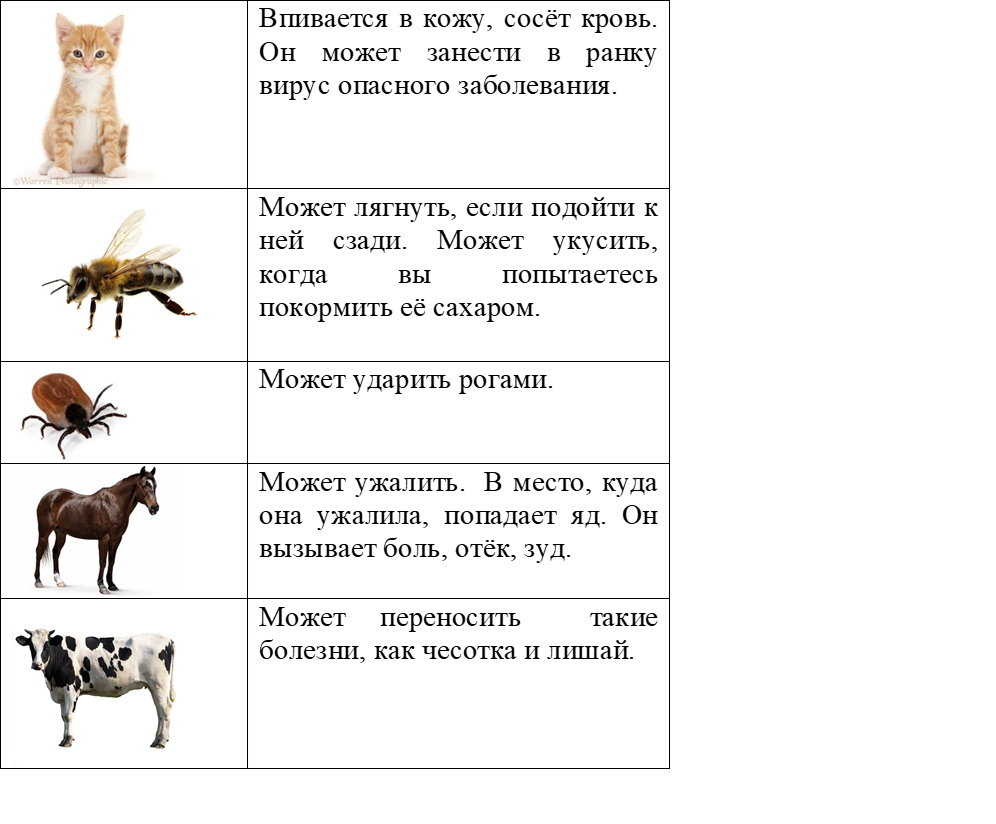 Впивается в кожу, сосёт кровь.
Он может занести в ранку
вирус опасного заболевания.
©Warren Photographic
Может лягнуть, если подойти к
ней сзади. Может укусить,
когда вы попытаетесь
покормить её сахаром.
Может ударить рогами.
Может ужалить. В место, куда
она ужалила, попадает яд. Он
вызывает боль, отёк, зуд.
Может переносить такие
болезни, как чесотка и лишай.